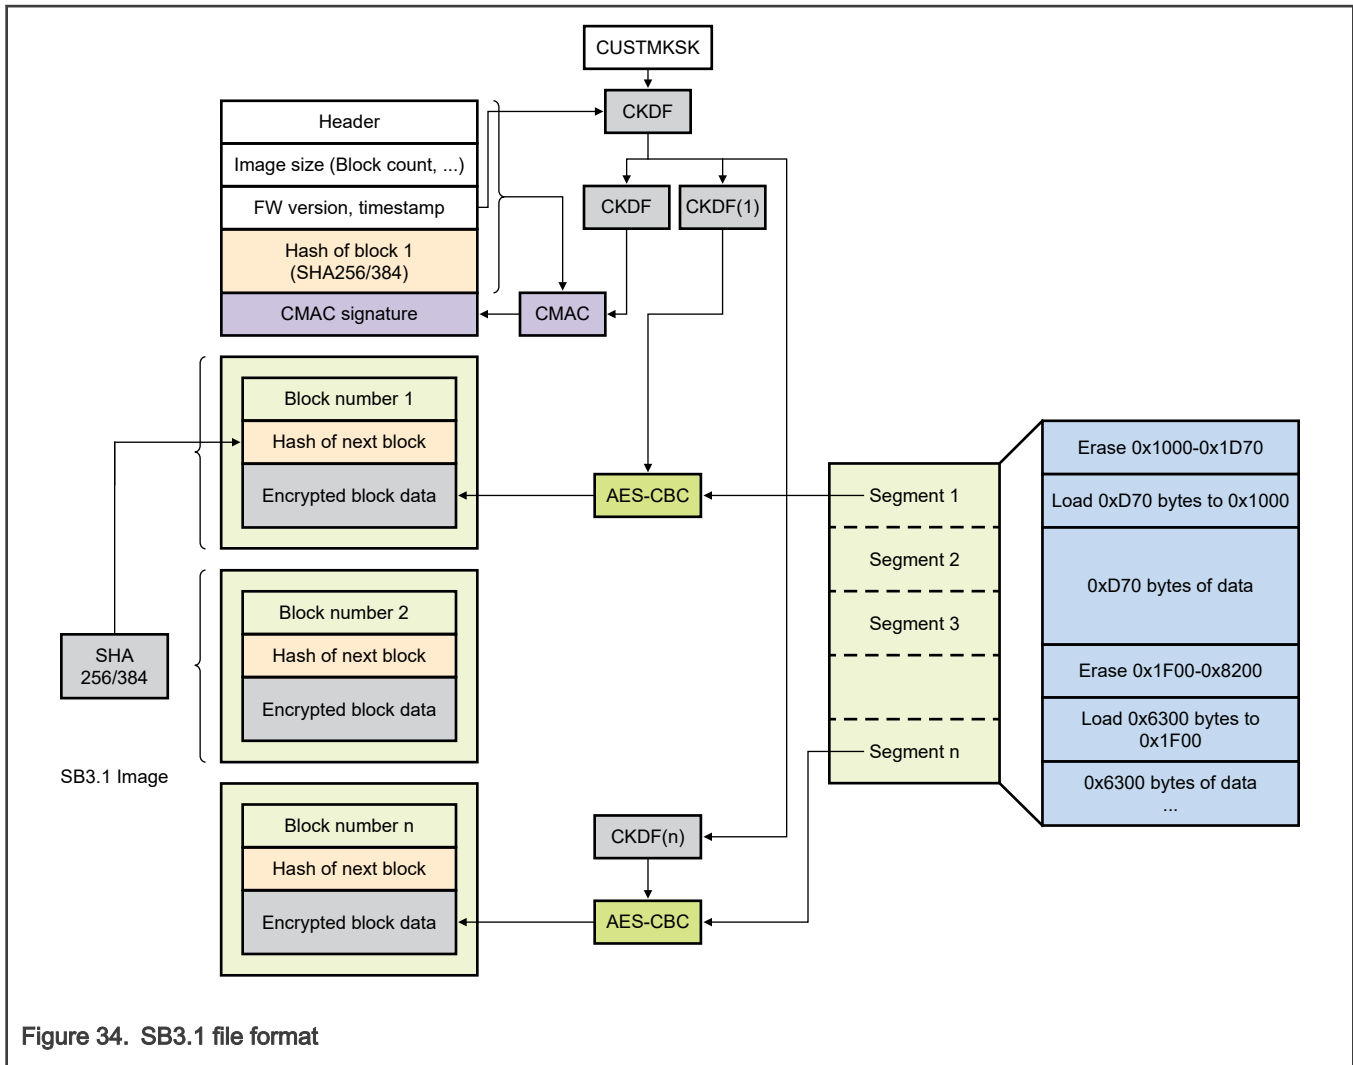 CUSTMKSK
CKDF
Header
Image size (Block count, ...)
FW version, timestamp
Hash of block 1
(SHA256/384)
CMAC signature
CKDF
CKDF(1)
CMAC
Block number 1
Hash of next block
Encrypted block data
AES-CBC
Block number 2
Hash of next block
Encrypted block data
SHA
256/384
SB3.1 Image
Block number n
Hash of next block
Encrypted block data
CKDF(n)
AES-CBC
Segment 1
Segment 2
Segment 3
Segment n
Erase 0x1000-0x1D70
Load 0xD70 bytes to 0x1000
0xD70 bytes of data
Erase 0x1F00-0x8200
Load 0x6300 bytes to
0x1F00
0x6300 bytes of data
...
Figure 34. SB3.1 file format